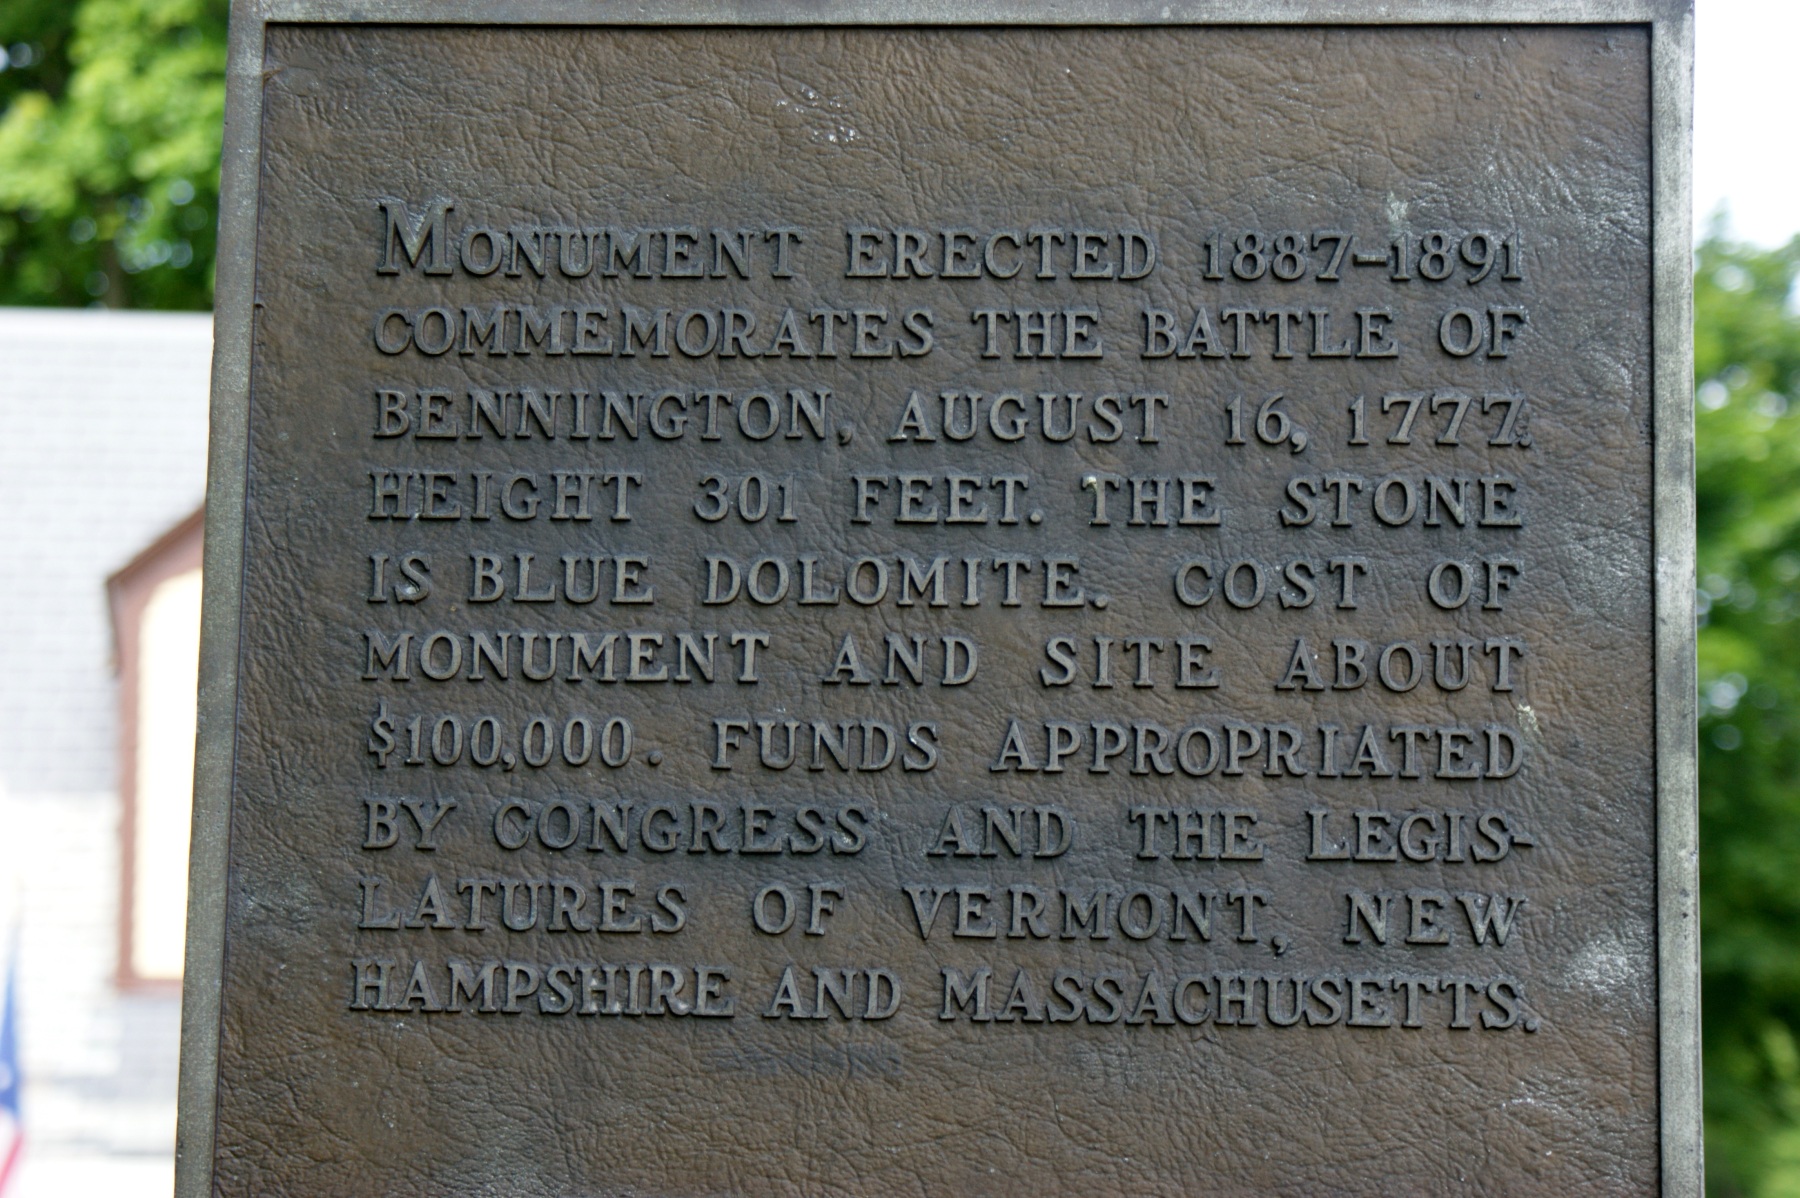 MONUMENT ERECTED 1887-1891
COMMEMORATES THE BATTLE OF
BENNINGTON, AUGUST 16, 1777.
HEIGHT 301 FEET. THE STONE
IS BLUE DOLOMITE. COST OF
MONUMENT AND SITE ABOUT
$100,000. FUNDS APPROPRIATED
BY CONGRESS AND THE LEGIS-
LATURES OF VERMONT, NEW
HAMPSHIRE AND MASSACHUSETTS.